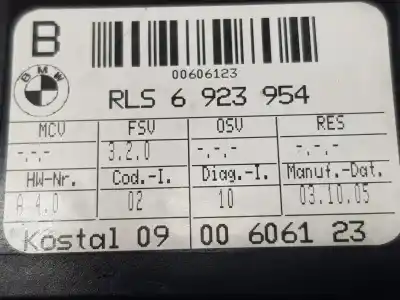 B
BMW
00606123
RLS 6 923 954
MCV FSV OSV RES
-.-.- 3.2.0 -.-.- -.-.-
HW-Nr. Cod.-I. Diag.-I. Manuf.-Dat.
A 4.0 02 10 03.10.05
Kostal 09 00 6061 23